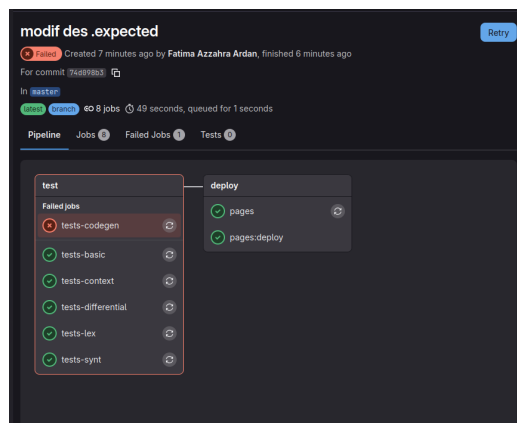 modif des .expected
Retry
Failed Created 7 minutes ago by Fatima Azzahra Ardan, finished 6 minutes ago
For commit 74d898b3
In master
latest branch 8 jobs 49 seconds, queued for 1 seconds
Pipeline Jobs 8 Failed Jobs 1 Tests 0
test
Failed jobs
tests-codegen
tests-basic
tests-context
tests-differential
tests-lex
tests-synt
deploy
pages
pages:deploy